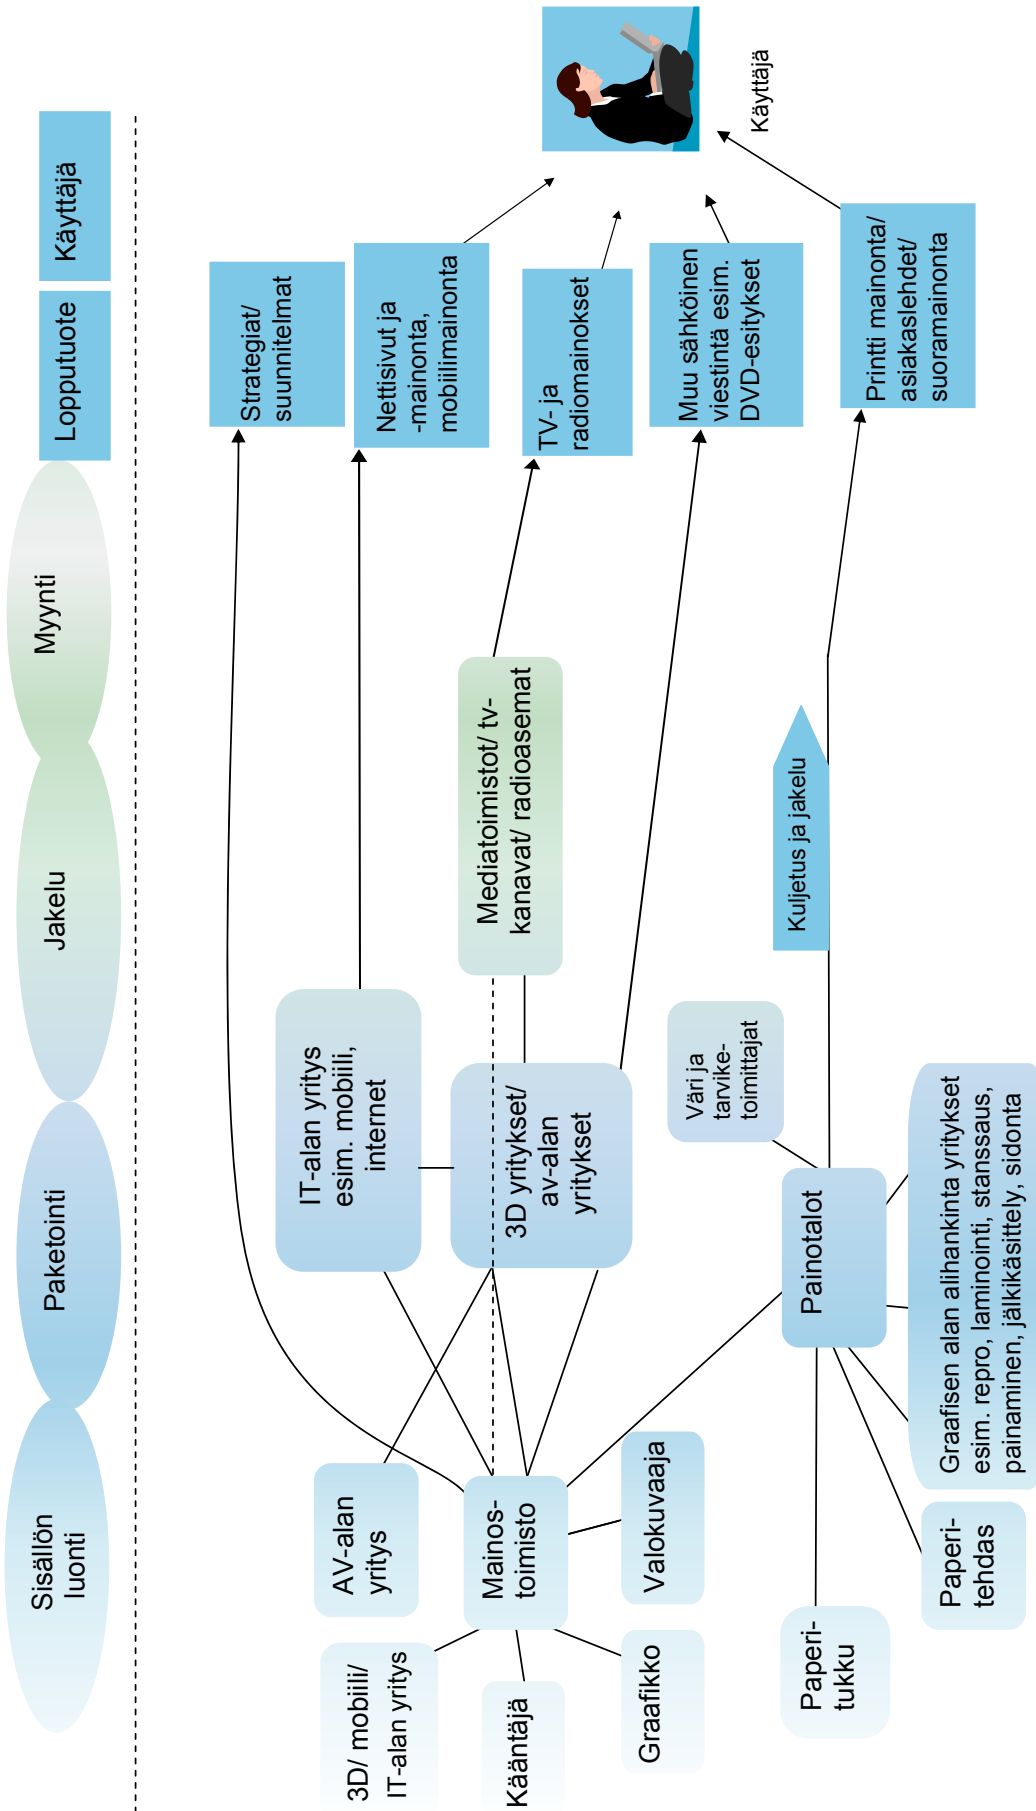 Sisällön
luonti
Paketointi
Jakelu
Myynti
Lopputuote
Käyttäjä
3D/ mobiili/
IT-alan yritys
Kääntäjä
Graafikko
AV-alan
yritys
Mainos-
toimisto
Valokuvaaja
Paperi-
tukku
Paperi-
tehdas
IT-alan yritys
esim. mobiili,
internet
3D yritykset/
av-alan
yritykset
Painotalot
Väri ja
tarvike-
toimittajat
Graafisen alan alihankinta yritykset
esim. repro, laminointi, stanssaus,
painaminen, jälkikäsittely, sidonta
Mediatoimistot/ tv-
kanavat/ radioasemat
Kuljetus ja jakelu
Strategiat/
suunnitelmat
Nettisivut ja
-mainonta,
mobiilimainonta
TV- ja
radiomainokset
Muu sähköinen
viestintä esim.
DVD-esitykset
Printti mainonta/
asiakaslehdet/
suoramainonta
Käyttäjä